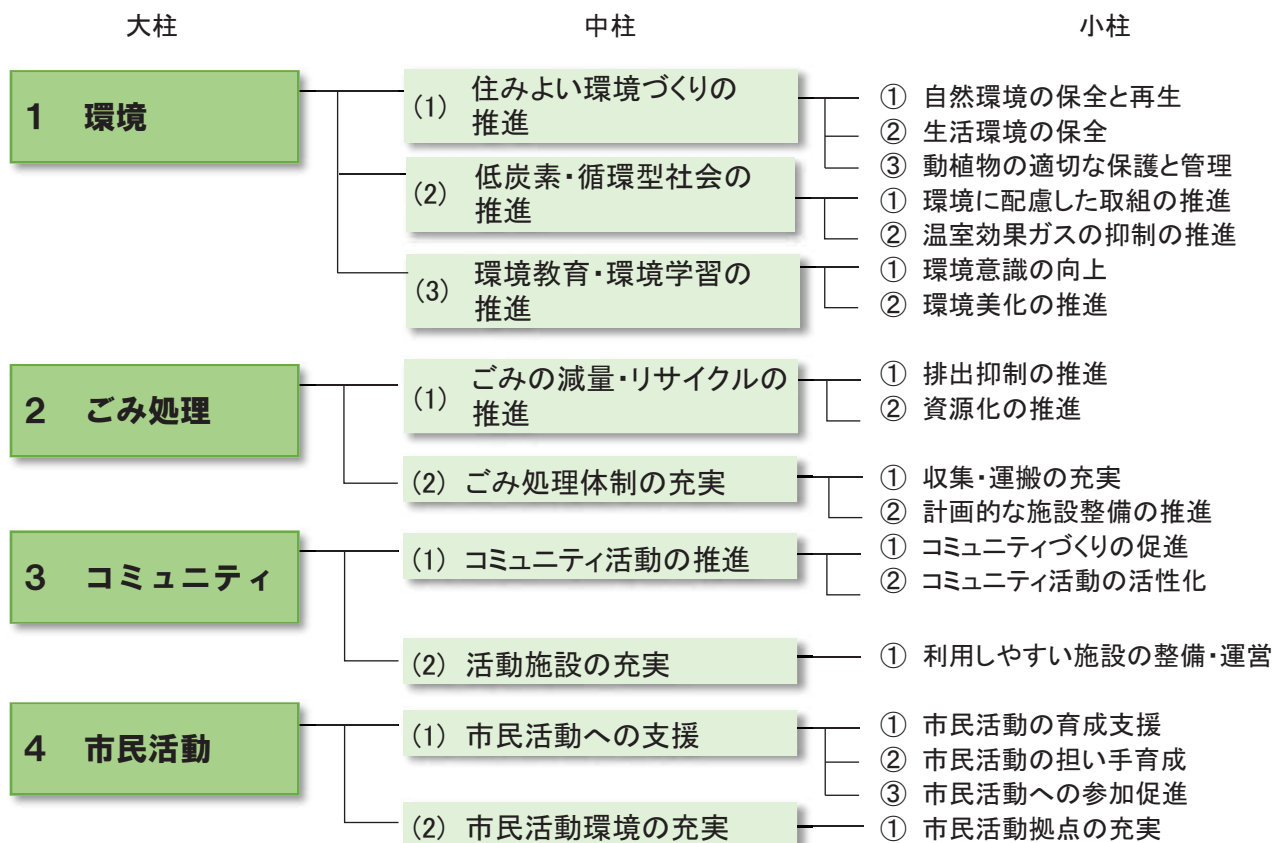 大柱 中柱 小柱
1 環境
(1) 住みよい環境づくりの
推進
① 自然環境の保全と再生
② 生活環境の保全
③ 動植物の適切な保護と管理
(2) 低炭素・循環型社会の
推進
① 環境に配慮した取組の推進
② 温室効果ガスの抑制の推進
(3) 環境教育・環境学習の
推進
① 環境意識の向上
② 環境美化の推進
2 ごみ処理
(1) ごみの減量・リサイクルの
推進
① 排出抑制の推進
② 資源化の推進
(2) ごみ処理体制の充実
① 収集・運搬の充実
② 計画的な施設整備の推進
3 コミュニティ
(1) コミュニティ活動の推進
① コミュニティづくりの促進
② コミュニティ活動の活性化
(2) 活動施設の充実
① 利用しやすい施設の整備・運営
4 市民活動
(1) 市民活動への支援
① 市民活動の育成支援
② 市民活動の担い手育成
③ 市民活動への参加促進
(2) 市民活動環境の充実
① 市民活動拠点の充実